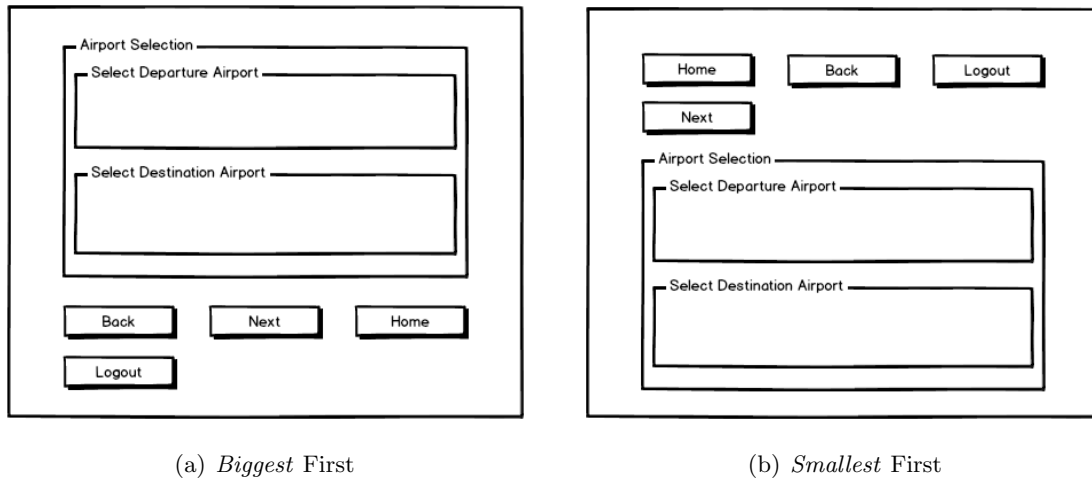 Airport Selection
Select Departure Airport
Select Destination Airport
Back Next Home
Logout
(a) Biggest First
Home Back Logout
Next
Airport Selection
Select Departure Airport
Select Destination Airport
(b) Smallest First